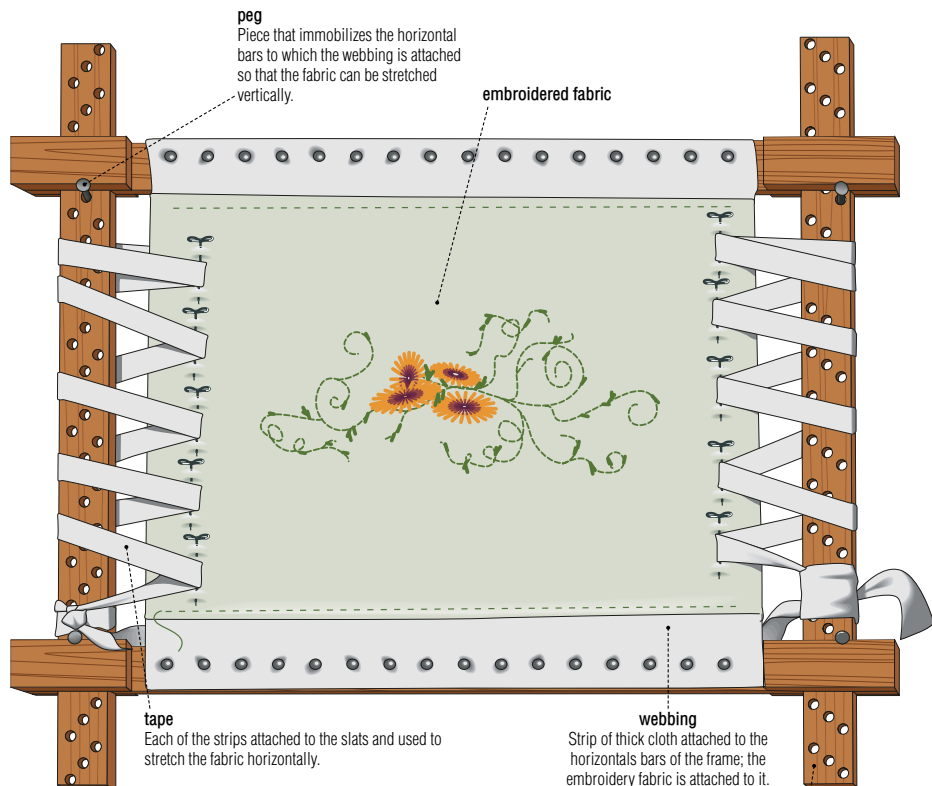 peg
Piece that immobilizes the horizontal
bars to which the webbing is attached
so that the fabric can be stretched
vertically.
embroidered fabric
tape
Each of the strips attached to the slats and used to
stretch the fabric horizontally.
webbing
Strip of thick cloth attached to the
horizontals bars of the frame; the
embroidery fabric is attached to it.